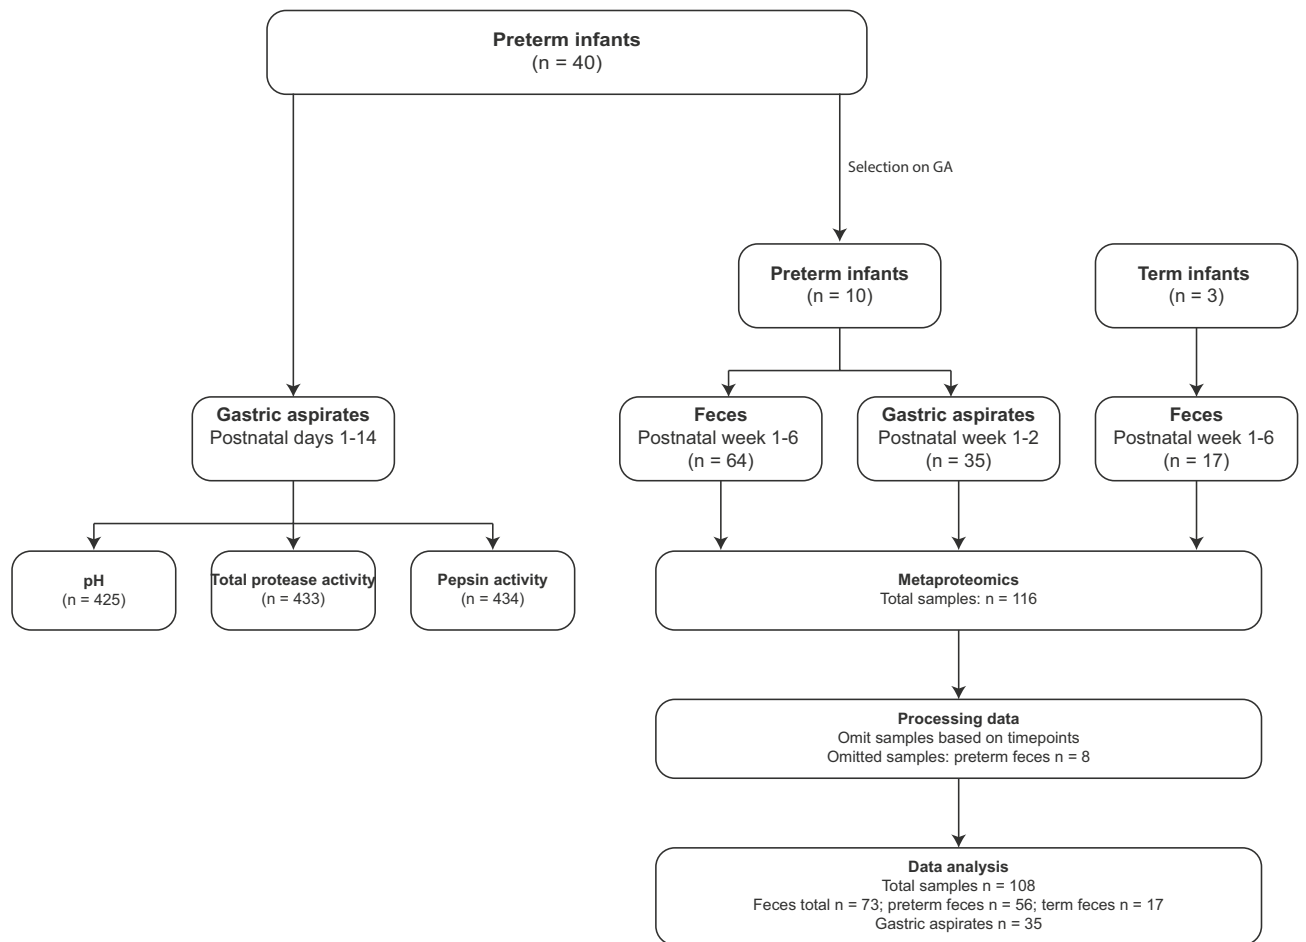 Preterm infants
(n = 40)
Selection on GA
Preterm infants
(n = 10)
Term infants
(n = 3)
Gastric aspirates
Postnatal days 1-14
Feces
Postnatal week 1-6
(n = 64)
Gastric aspirates
Postnatal week 1-2
(n = 35)
Feces
Postnatal week 1-6
(n = 17)
pH
(n = 425)
Total protease activity
(n = 433)
Pepsin activity
(n = 434)
Metaproteomics
Total samples: n = 116
Processing data
Omit samples based on timepoints
Omitted samples: preterm feces n = 8
Data analysis
Total samples n = 108
Feces total n = 73; preterm feces n = 56; term feces n = 17
Gastric aspirates n = 35